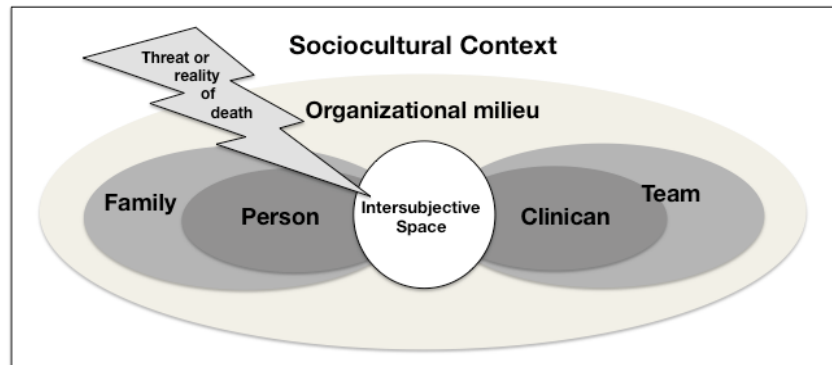 Sociocultural Context
Threat or
reality
of
death
Organizational milieu
Family
Person
Intersubjective
Space
Clinican
Team